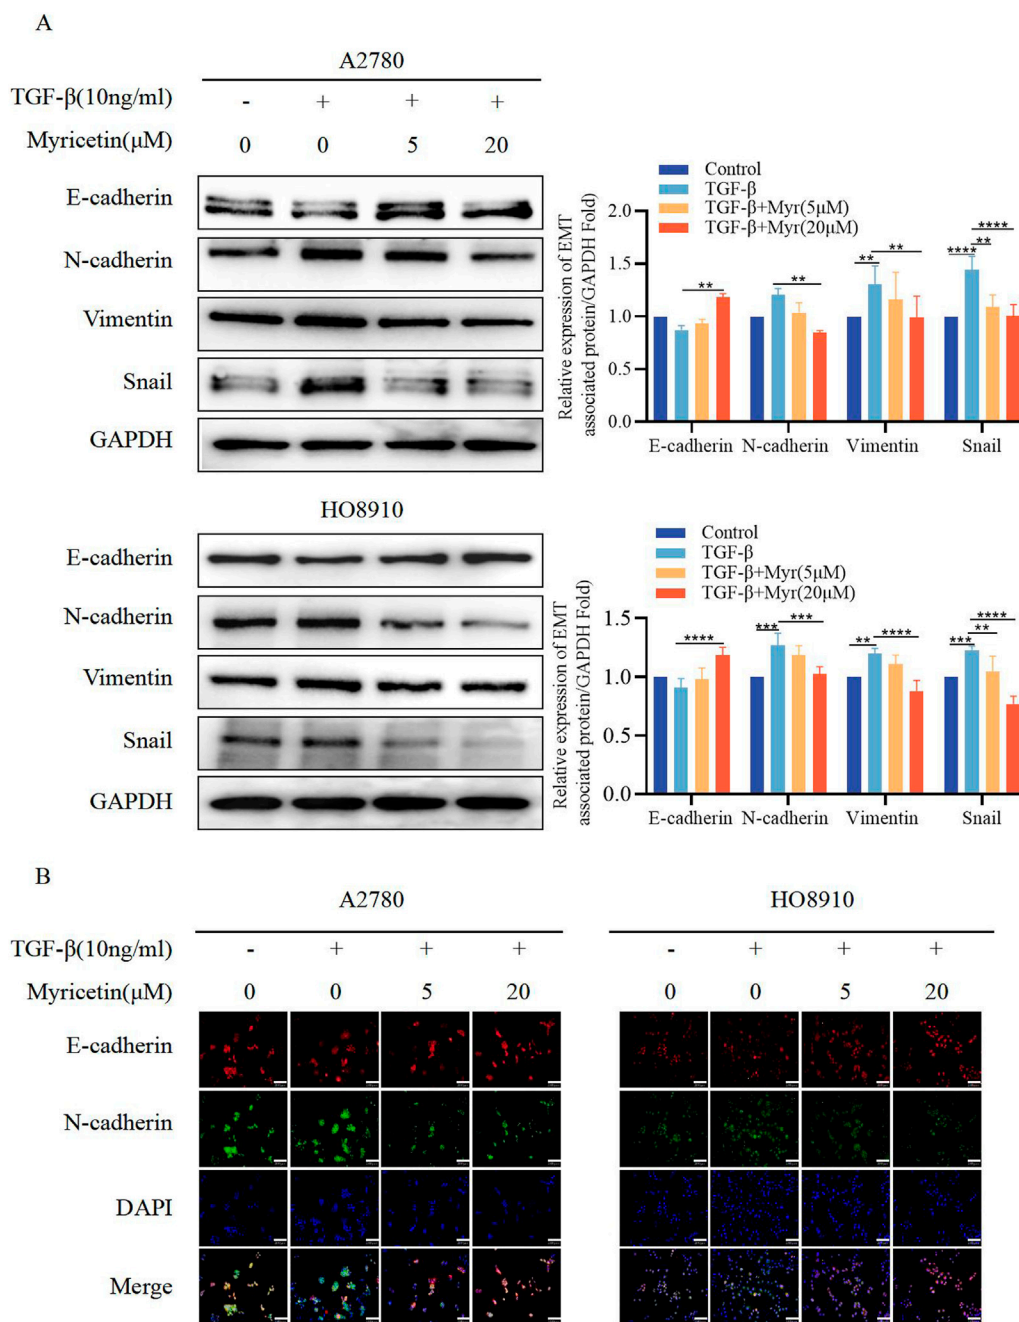 A
A2780
TGF-β(10ng/ml) - + + +
Myricetin(μM) 0 0 5 20
E-cadherin
N-cadherin
Vimentin
Snail
GAPDH
Control
TGF-β
TGF-β+Myr(5μM)
TGF-β+Myr(20μM)
Relative expression of EMT
associated protein/GAPDH Fold)
2.0
1.5
1.0
0.5
0.0
** ** ** ** **** ** ****
E-cadherin N-cadherin Vimentin Snail
HO8910
E-cadherin
N-cadherin
Vimentin
Snail
GAPDH
Control
TGF-β
TGF-β+Myr(5μM)
TGF-β+Myr(20μM)
Relative expression of EMT
associated protein/GAPDH Fold)
1.5
1.0
0.5
0.0
**** *** *** ** **** *** ** ****
E-cadherin N-cadherin Vimentin Snail
B
A2780 HO8910
TGF-β(10ng/ml) - + + + - + + +
Myricetin(μM) 0 0 5 20 0 0 5 20
E-cadherin
N-cadherin
DAPI
Merge